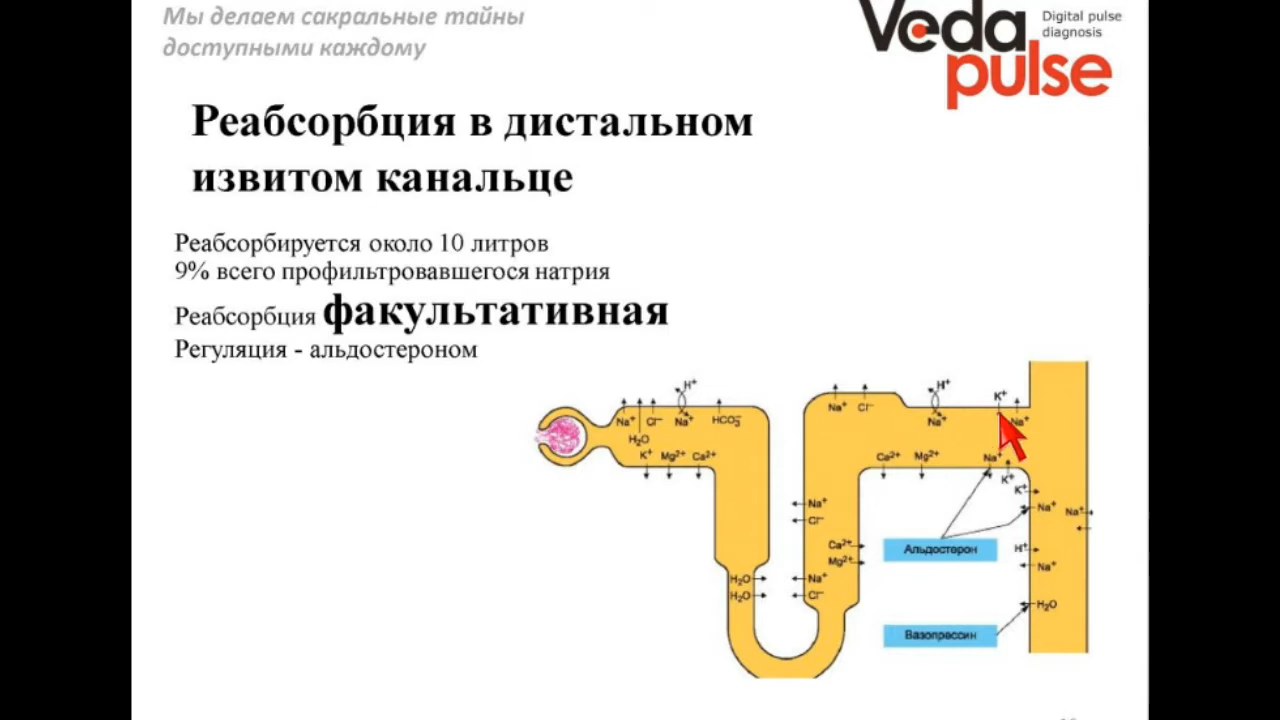 Мы делаем сакральные тайны
доступными каждому
Veda
pulse
Digital pulse
diagnosis
Реабсорбция в дистальном
извитом канальце
Реабсорбируется около 10 литров
9% всего профильтровавшегося натрия
Реабсорбция факультативная
Регуляция - альдостероном
H⁺
Na⁺ Cl⁻ Na⁺ HCO₃⁻
H₂O
K⁺ Mg²⁺ Ca²⁺
H₂O
H₂O
Na⁺
Cl⁻
Ca²⁺
Mg²⁺
Na⁺
Cl⁻
Na⁺ Cl⁻
H⁺
Na⁺
K⁺
Na⁺
Ca²⁺ Mg²⁺ Na⁺
K⁺
K⁺
Na⁺ Na⁺
Альдостерон
H⁺
Na⁺
H₂O
Вазопрессин